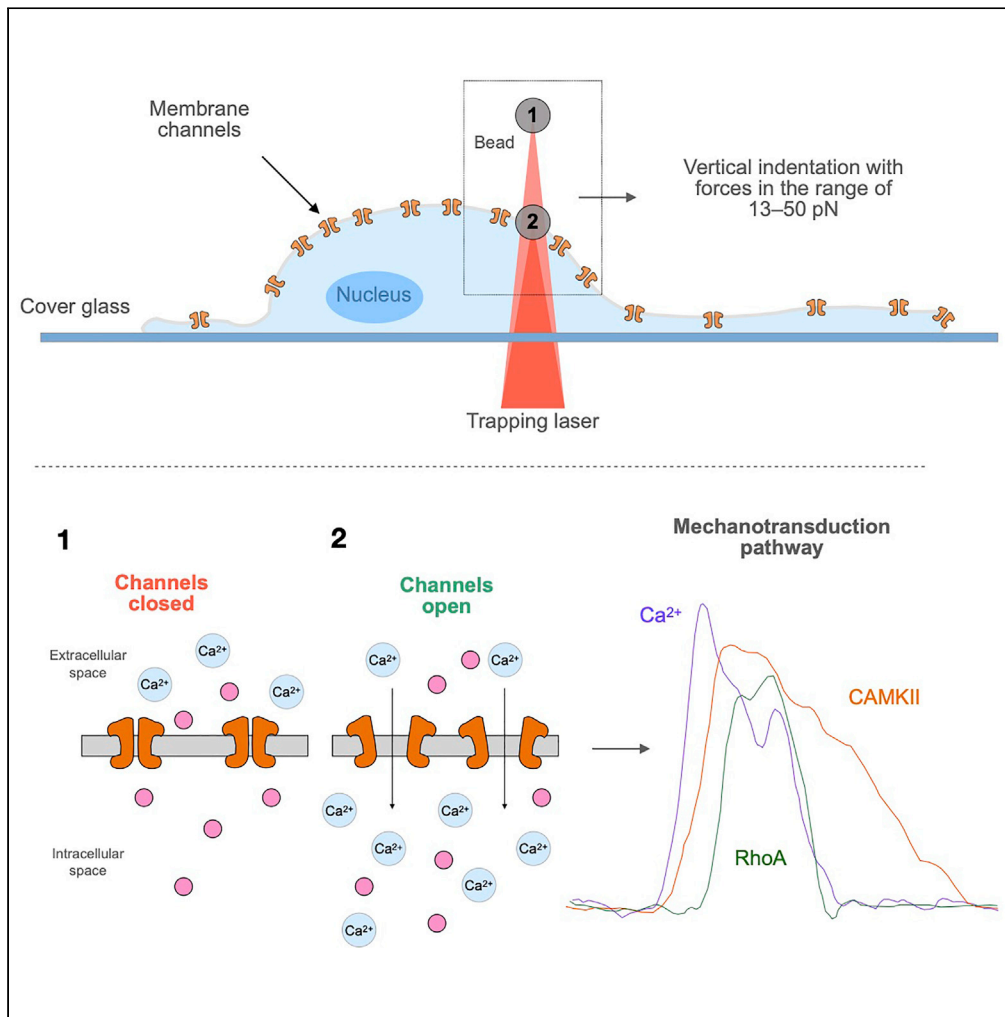 Membrane
channels
1
Bead
2
Vertical indentation with
forces in the range of
13–50 pN
Nucleus
Cover glass
Trapping laser
1
Channels
closed
Extracellular
space
Ca²⁺
Ca²⁺
Ca²⁺
Intracellular
space
2
Channels
open
Ca²⁺
Ca²⁺
Ca²⁺
Ca²⁺
Ca²⁺
Ca²⁺
Ca²⁺
Ca²⁺
Mechanotransduction
pathway
Ca²⁺
CAMKII
RhoA